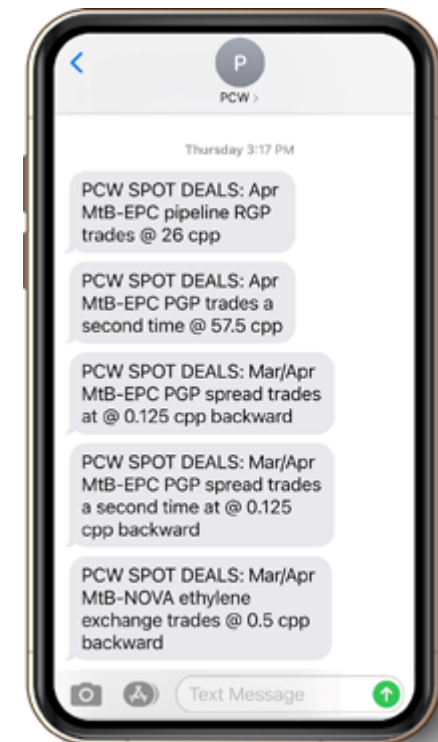 P
PCW >
Thursday 3:17 PM
PCW SPOT DEALS: Apr
MtB-EPC pipeline RGP
trades @ 26 cpp
PCW SPOT DEALS: Apr
MtB-EPC PGP trades a
second time @ 57.5 cpp
PCW SPOT DEALS: Mar/Apr
MtB-EPC PGP spread trades
at @ 0.125 cpp backward
PCW SPOT DEALS: Mar/Apr
MtB-EPC PGP spread trades
a second time at @ 0.125
cpp backward
PCW SPOT DEALS: Mar/Apr
MtB-NOVA ethylene
exchange trades @ 0.5 cpp
backward
Text Message